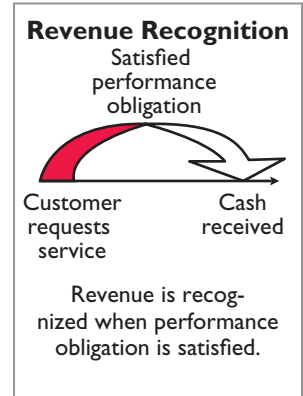 Revenue Recognition
Satisfied
performance
obligation
Customer
requests
service
Cash
received
Revenue is recog-
nized when performance
obligation is satisfied.